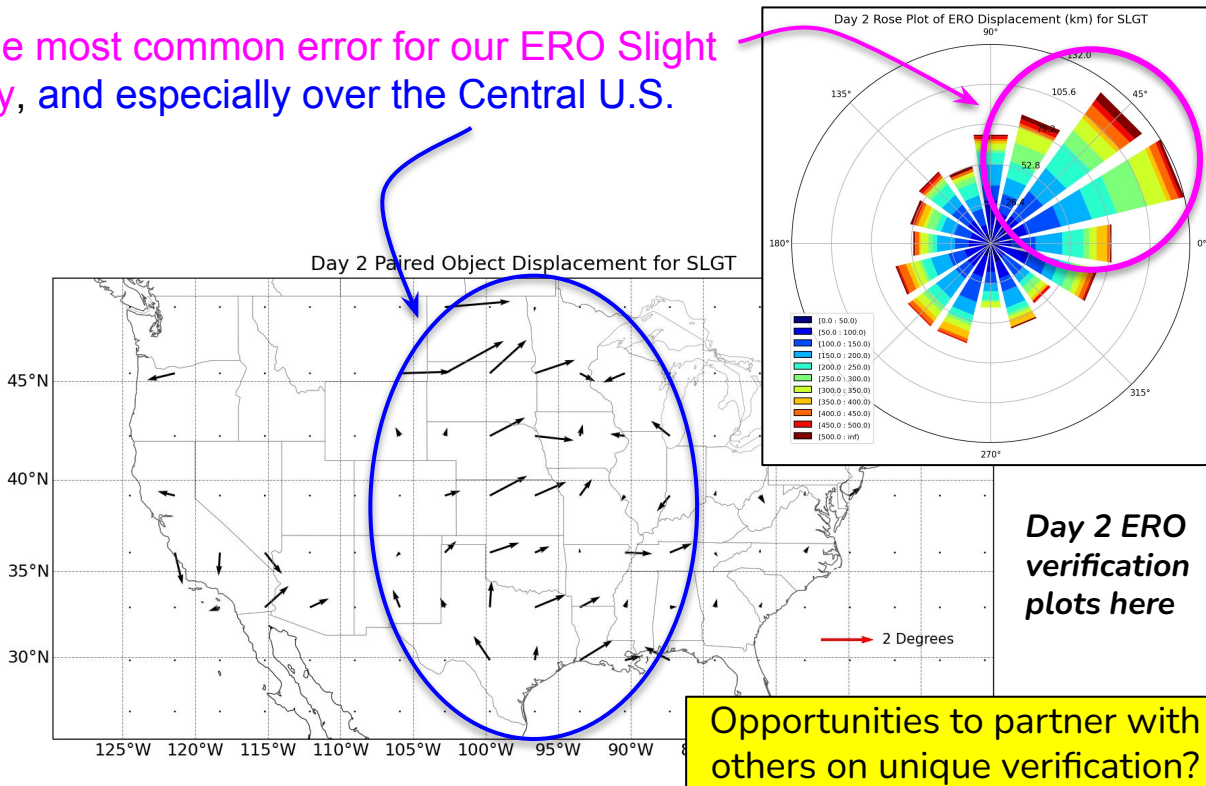 e most common error for our ERO Slight
y, and especially over the Central U.S.
Day 2 Rose Plot of ERO Displacement (km) for SLGT
90°
132.0
135°
105.6
45°
79.2
52.8
26.4
180°
0°
[0.0 : 50.0)
[50.0 : 100.0)
[100.0 : 150.0)
[150.0 : 200.0)
[200.0 : 250.0)
[250.0 : 300.0)
[300.0 : 350.0)
[350.0 : 400.0)
[400.0 : 450.0)
[450.0 : 500.0)
[500.0 : inf)
315°
270°
Day 2 Paired Object Displacement for SLGT
45°N
40°N
35°N
30°N
2 Degrees
125°W 120°W 115°W 110°W 105°W 100°W 95°W 90°W 8
Day 2 ERO
verification
plots here
Opportunities to partner with
others on unique verification?